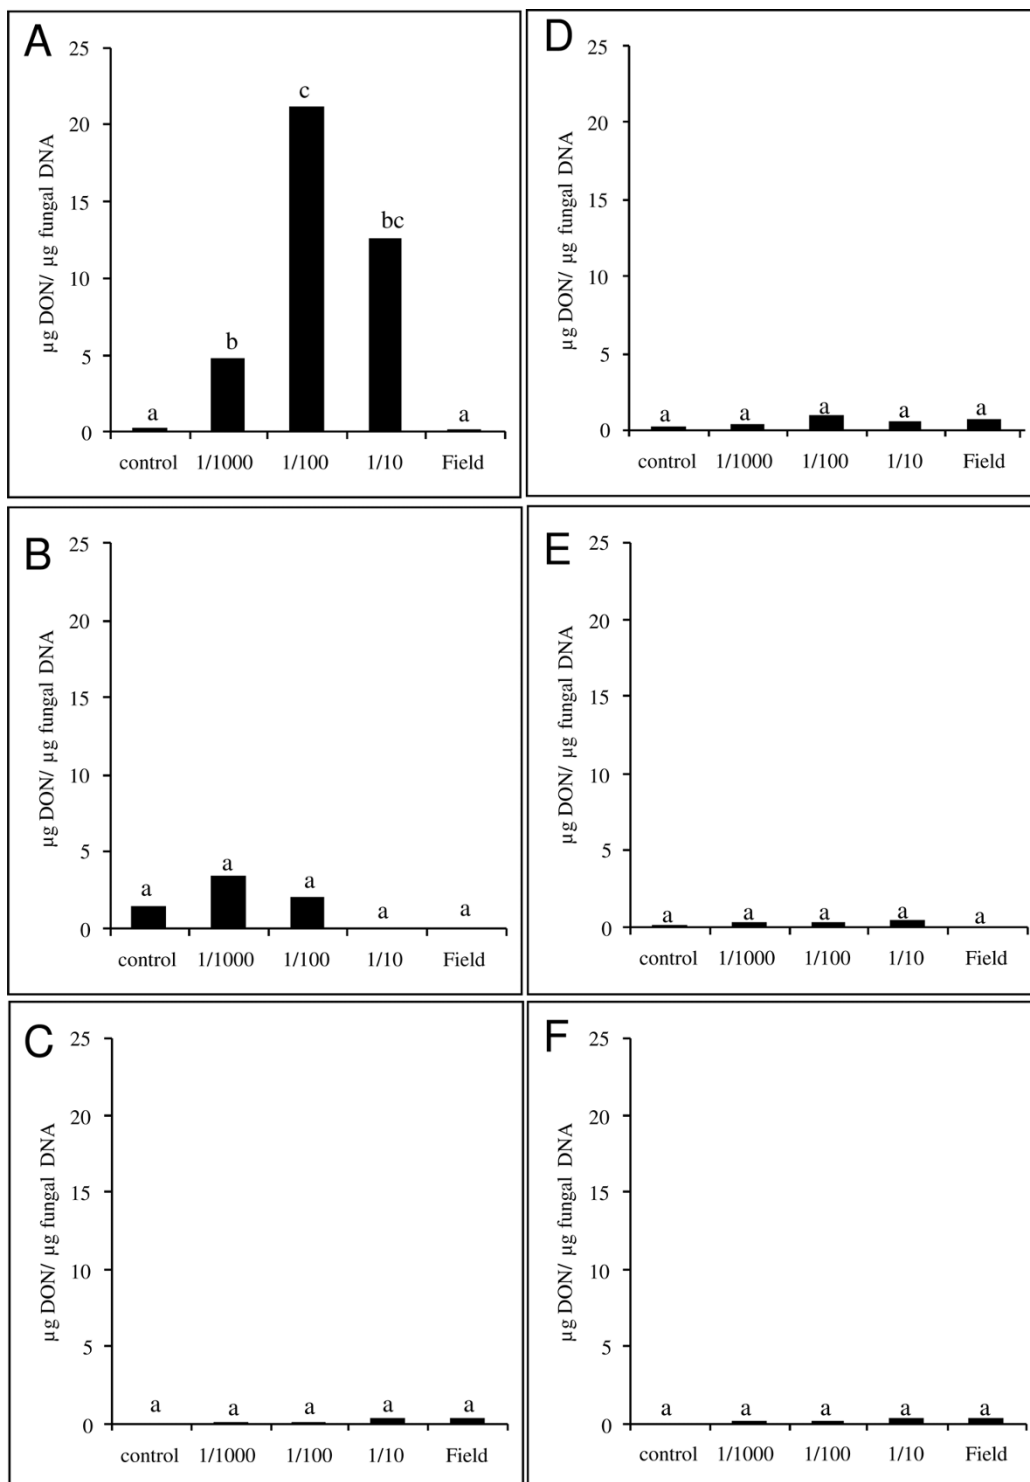 A
µg DON/ µg fungal DNA
25
20
15
10
5
0
a
b
c
bc
a
control 1/1000 1/100 1/10 Field
D
µg DON/ µg fungal DNA
25
20
15
10
5
0
a
a
a
a
a
control 1/1000 1/100 1/10 Field
B
µg DON/ µg fungal DNA
25
20
15
10
5
0
a
a
a
a
a
control 1/1000 1/100 1/10 Field
E
µg DON/ µg fungal DNA
25
20
15
10
5
0
a
a
a
a
a
control 1/1000 1/100 1/10 Field
C
µg DON/ µg fungal DNA
25
20
15
10
5
0
a
a
a
a
a
control 1/1000 1/100 1/10 Field
F
µg DON/ µg fungal DNA
25
20
15
10
5
0
a
a
a
a
a
control 1/1000 1/100 1/10 Field